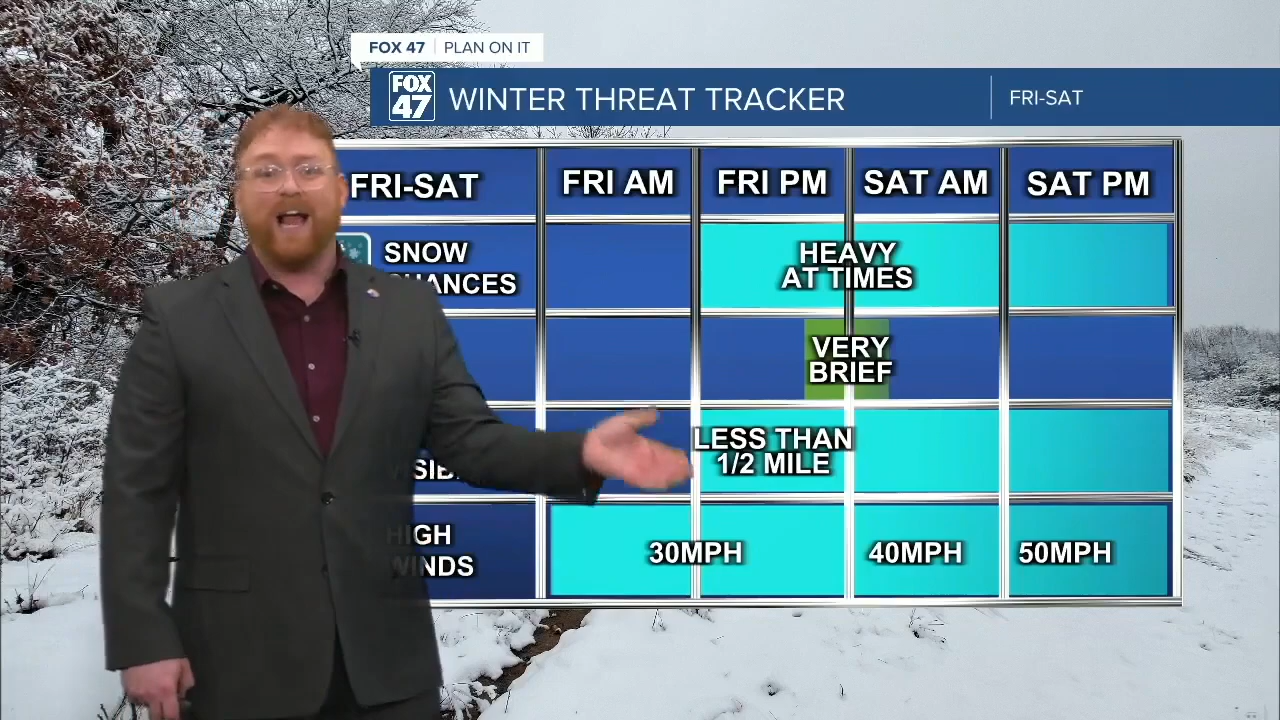 FOX 47 PLAN ON IT
FOX
47
WINTER THREAT TRACKER
FRI-SAT
FRI-SAT FRI AM FRI PM SAT AM SAT PM
SNOW
HEAVY
AT TIMES
VERY
BRIEF
LESS THAN
1/2 MILE
HIGH
WINDS
30MPH 40MPH 50MPH